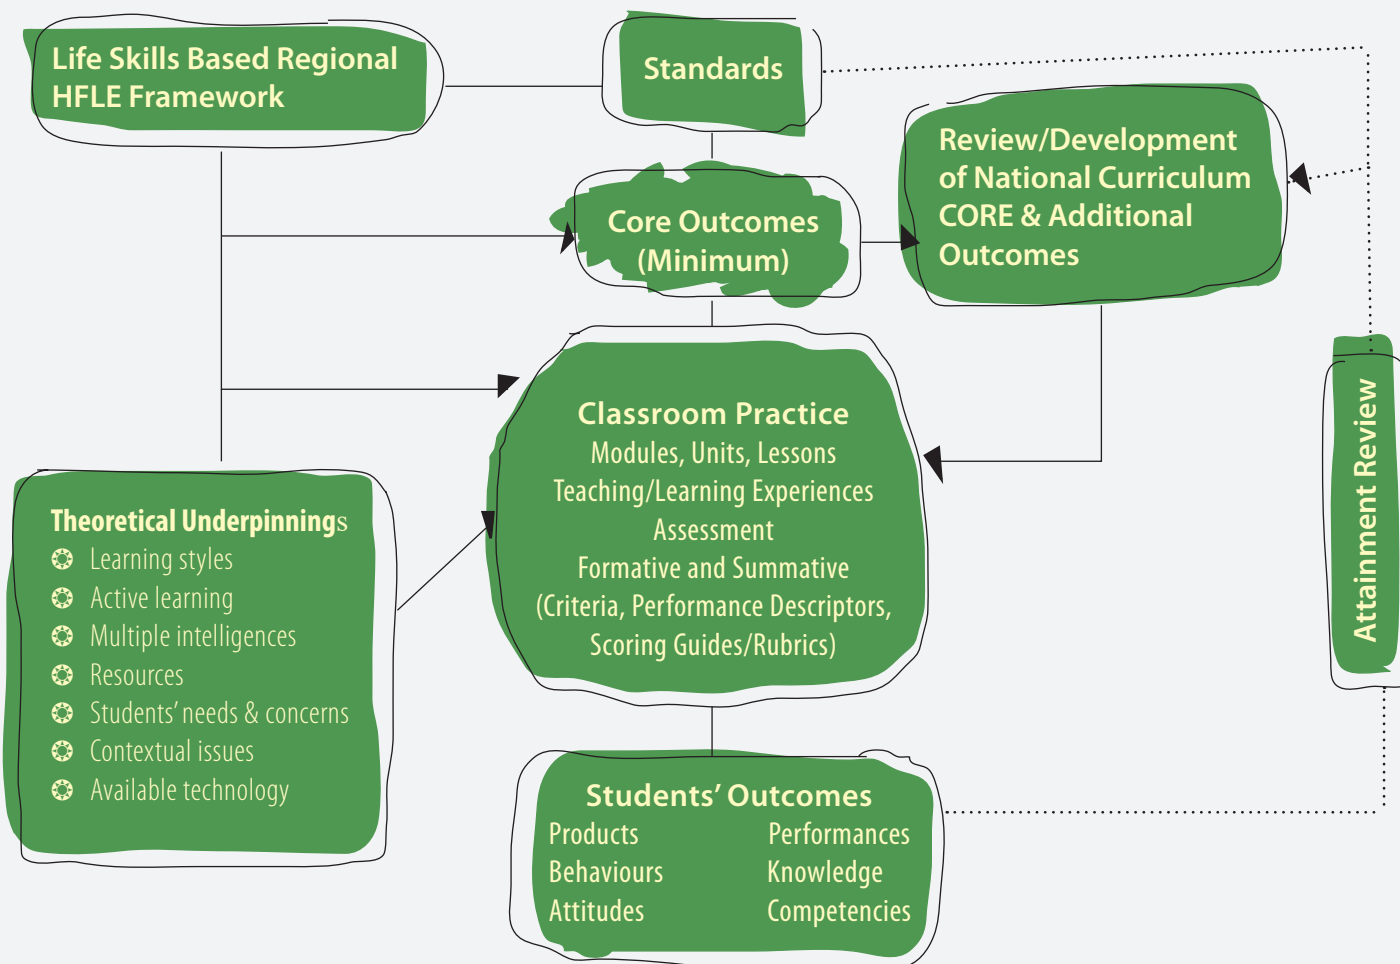 Life Skills Based Regional
HFLE Framework
Standards
Review/Development
of National Curriculum
CORE & Additional
Outcomes
Core Outcomes
(Minimum)
Classroom Practice
Modules, Units, Lessons
Teaching/Learning Experiences
Assessment
Formative and Summative
(Criteria, Performance Descriptors,
Scoring Guides/Rubrics)
Attainment Review
Theoretical Underpinnings
Learning styles
Active learning
Multiple intelligences
Resources
Students’ needs & concerns
Contextual issues
Available technology
Students’ Outcomes
Products Performances
Behaviours Knowledge
Attitudes Competencies